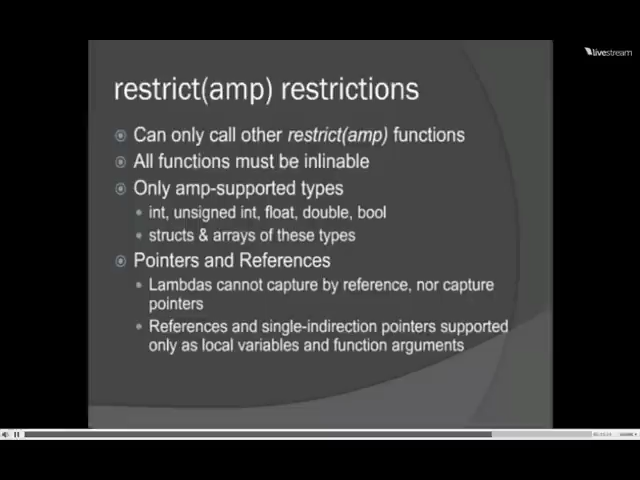 livestream
restrict(amp) restrictions
Can only call other restrict(amp) functions
All functions must be inlinable
Only amp-supported types
int, unsigned int, float, double, bool
structs & arrays of these types
Pointers and References
Lambdas cannot capture by reference, nor capture
pointers
References and single-indirection pointers supported
only as local variables and function arguments